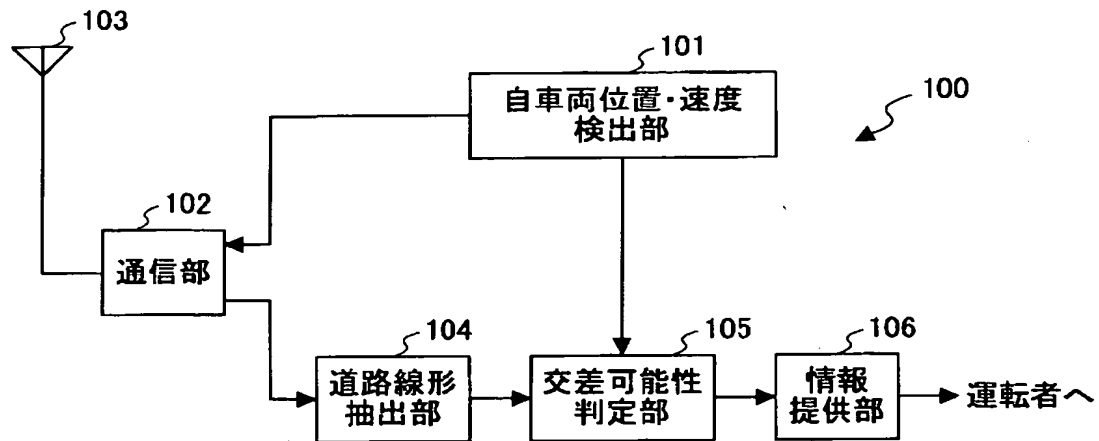 103
101
自車両位置・速度
検出部
100
102
通信部
104
道路線形
抽出部
105
交差可能性
判定部
106
情報
提供部
運転者へ